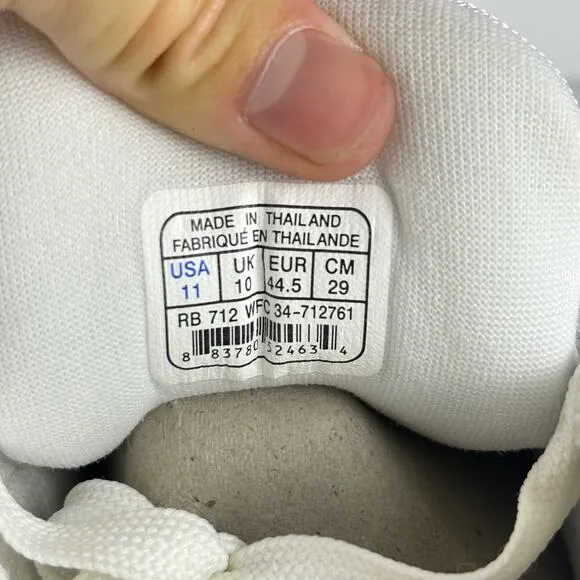 MADE IN THAILAND
FABRIQUÉ EN THAILANDE
USA UK EUR CM
11 10 44.5 29
RB 712 WFC 34-712761
8 83780 52463 4